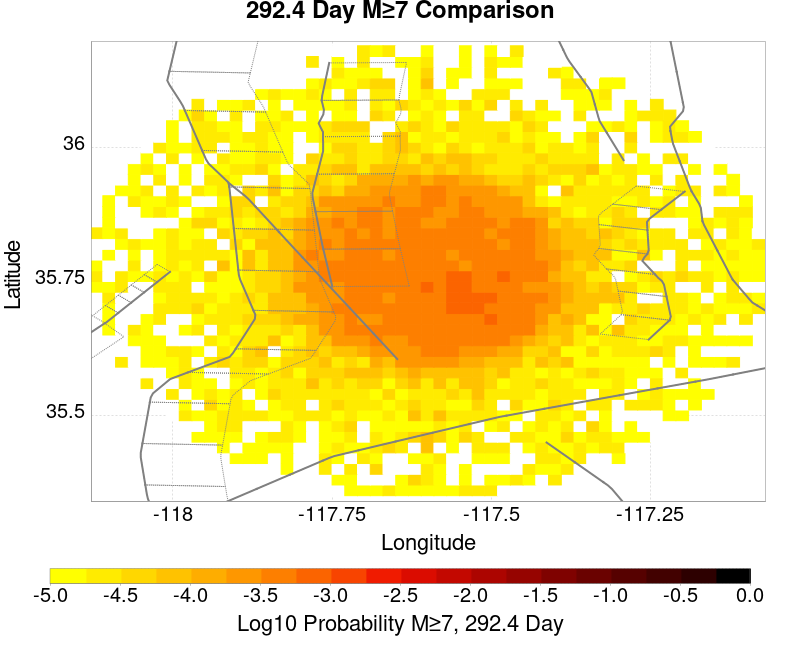 292.4 Day M≥7 Comparison
36
35.75
35.5
Latitude
-118 -117.75 -117.5 -117.25
Longitude
-5.0 -4.5 -4.0 -3.5 -3.0 -2.5 -2.0 -1.5 -1.0 -0.5 0.0
Log10 Probability M≥7, 292.4 Day